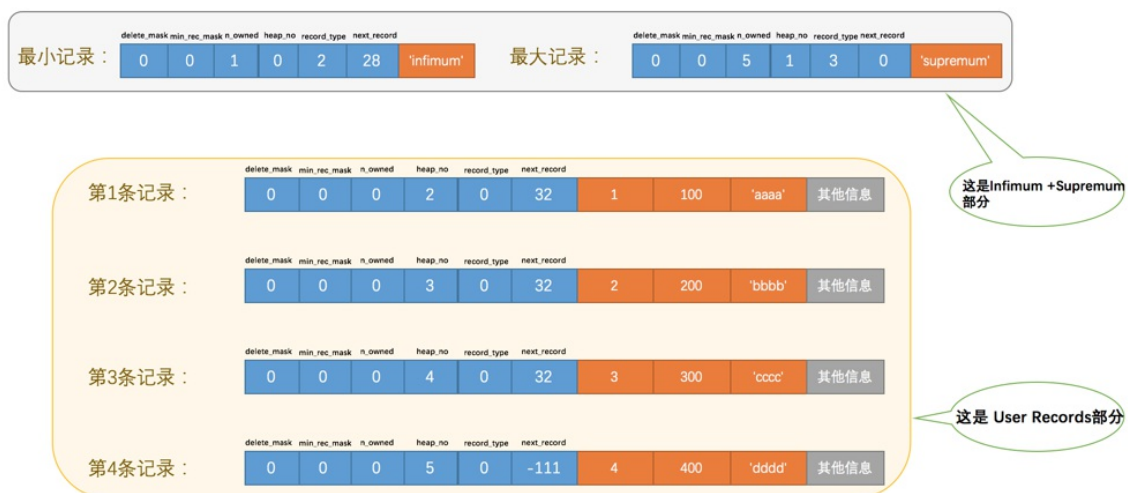 delete_mask min_rec_mask n_owned heap_no record_type next_record
最小记录： 0 0 1 0 2 28 'infimum'
delete_mask min_rec_mask n_owned heap_no record_type next_record
最大记录： 0 0 5 1 3 0 'supremum'
这是Infimum +Supremum
部分
delete_mask min_rec_mask n_owned heap_no record_type next_record
第1条记录： 0 0 0 2 0 32 1 100 'aaaa' 其他信息
delete_mask min_rec_mask n_owned heap_no record_type next_record
第2条记录： 0 0 0 3 0 32 2 200 'bbbb' 其他信息
delete_mask min_rec_mask n_owned heap_no record_type next_record
第3条记录： 0 0 0 4 0 32 3 300 'cccc' 其他信息
这是 User Records部分
delete_mask min_rec_mask n_owned heap_no record_type next_record
第4条记录： 0 0 0 5 0 -111 4 400 'dddd' 其他信息